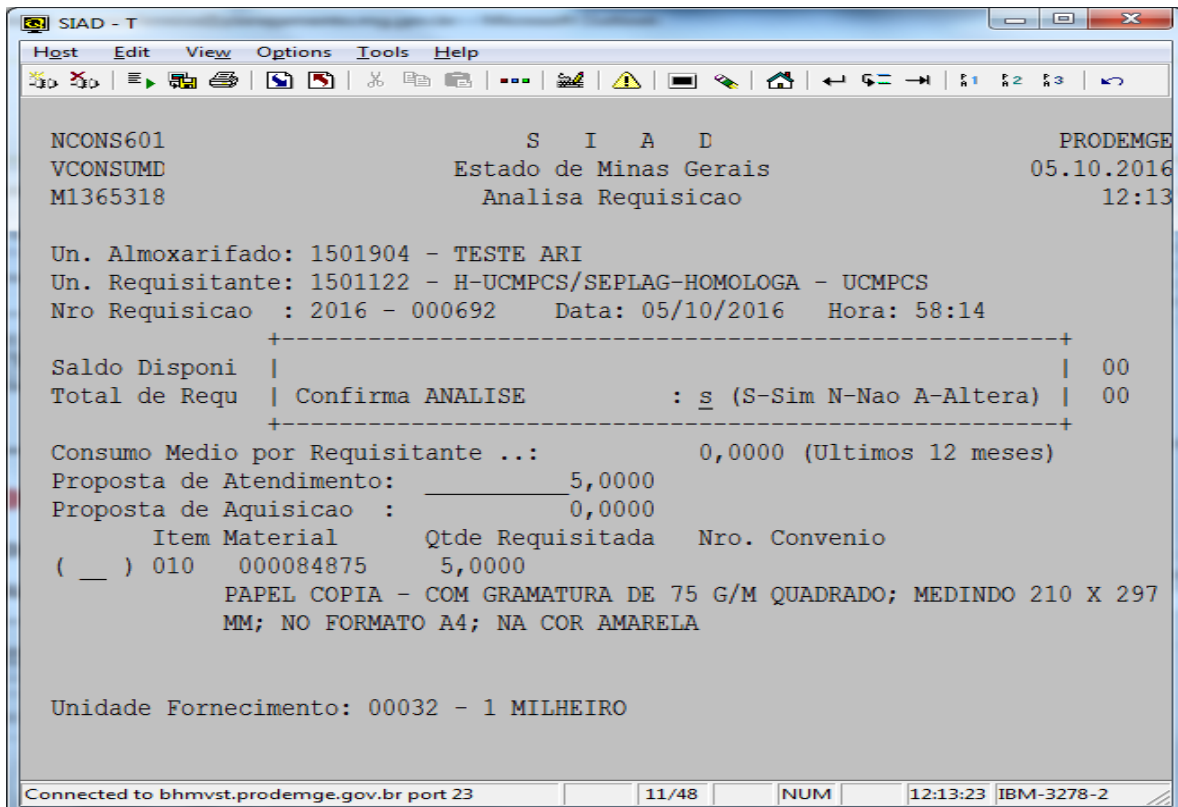 SIAD - T
Host Edit View Options Tools Help
NCONS601 S I A D PRODEMGE
VCONSUMD Estado de Minas Gerais 05.10.2016
M1365318 Analisa Requisicao 12:13
Un. Almoxarifado: 1501904 - TESTE ARI
Un. Requisitante: 1501122 - H-UCMPCS/SEPLAG-HOMOLOGA - UCMPCS
Nro Requisicao : 2016 - 000692 Data: 05/10/2016 Hora: 58:14
+------------------------------------------------------+
Saldo Disponi | | 00
Total de Requ | Confirma ANALISE : s (S-Sim N-Nao A-Altera) | 00
+------------------------------------------------------+
Consumo Medio por Requisitante ..: 0,0000 (Ultimos 12 meses)
Proposta de Atendimento: __________5,0000
Proposta de Aquisicao : 0,0000
Item Material Qtde Requisitada Nro. Convenio
( __ ) 010 000084875 5,0000
PAPEL COPIA - COM GRAMATURA DE 75 G/M QUADRADO; MEDINDO 210 X 297
MM; NO FORMATO A4; NA COR AMARELA
Unidade Fornecimento: 00032 - 1 MILHEIRO
Connected to bhmvst.prodemge.gov.br port 23 11/48 NUM 12:13:23 IBM-3278-2